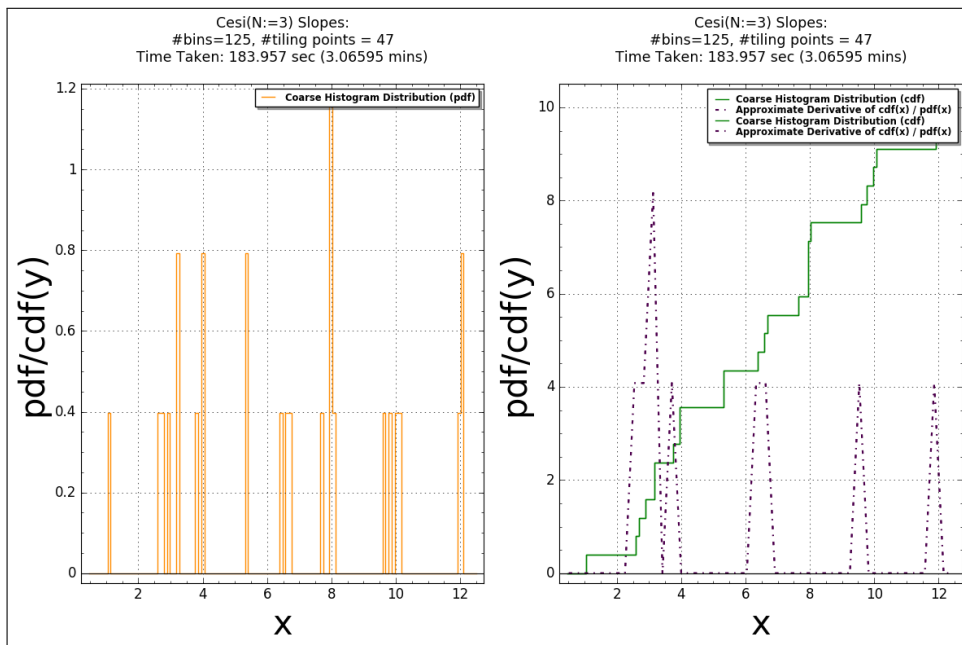 Cesi(N:=3) Slopes:
#bins=125, #tiling points = 47
Time Taken: 183.957 sec (3.06595 mins)
Coarse Histogram Distribution (pdf)
1.2
1
0.8
0.6
0.4
0.2
0
pdf/cdf(y)
2
4
6
8
10
12
x
Cesi(N:=3) Slopes:
#bins=125, #tiling points = 47
Time Taken: 183.957 sec (3.06595 mins)
Coarse Histogram Distribution (cdf)
Approximate Derivative of cdf(x) / pdf(x)
Coarse Histogram Distribution (cdf)
Approximate Derivative of cdf(x) / pdf(x)
10
8
6
4
2
0
pdf/cdf(y)
2
4
6
8
10
12
x